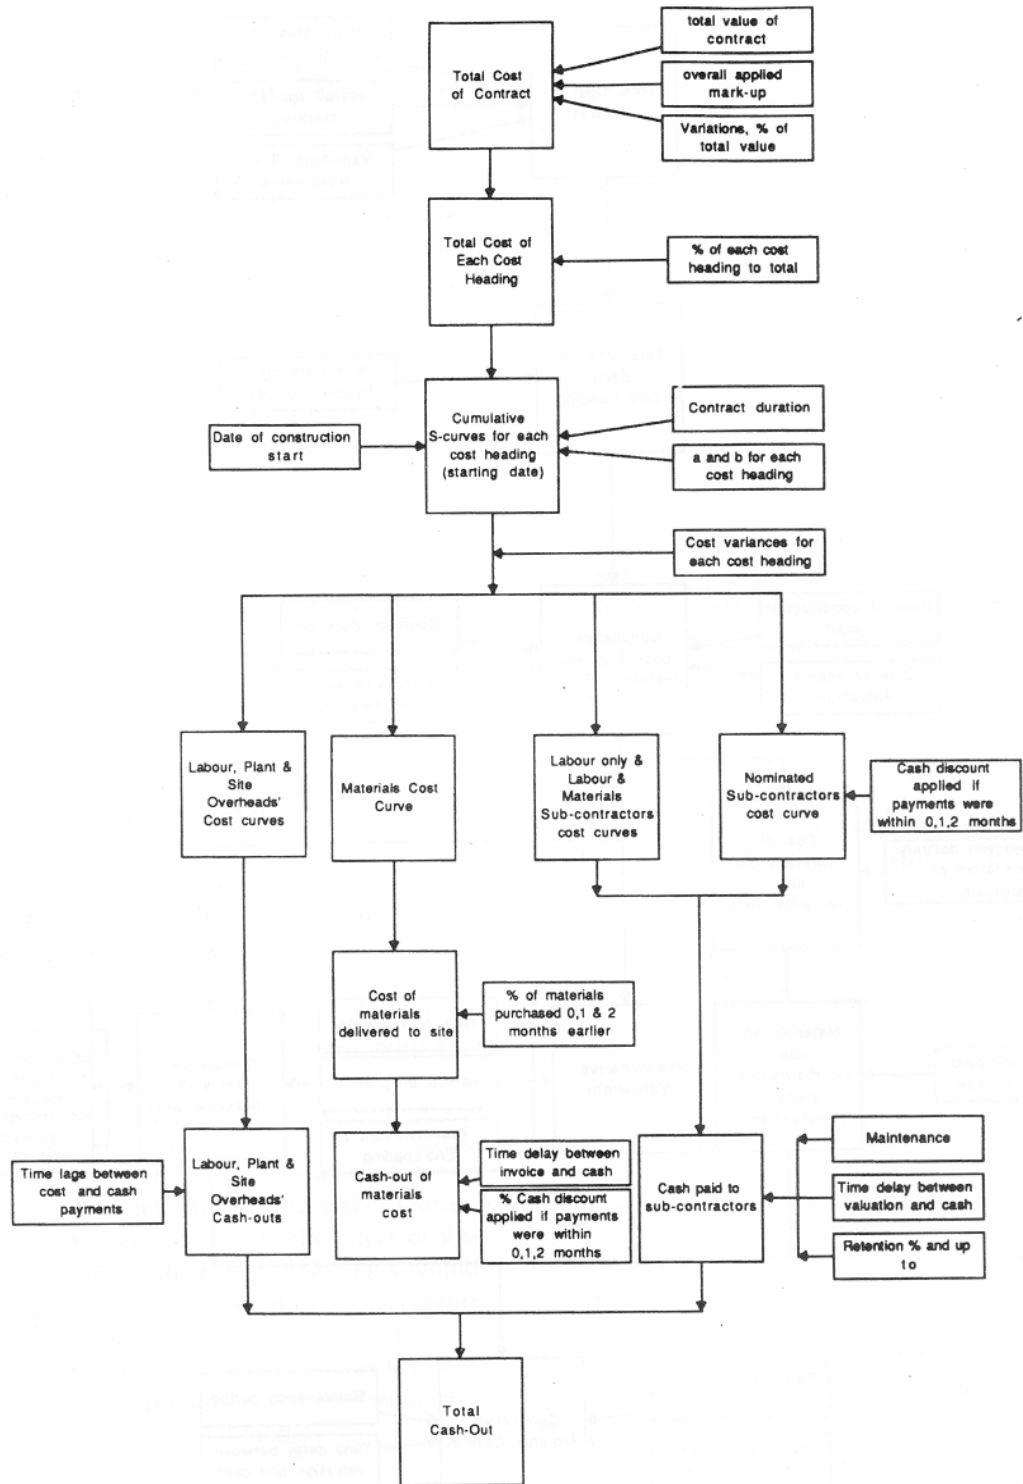 total value of
contract
Total Cost
of Contract
overall applied
mark-up
Variations, % of
total value
Total Cost of
Each Cost
Heading
% of each cost
heading to total
Cumulative
S-curves for each
cost heading
(starting date)
Date of construction
start
Contract duration
a and b for each
cost heading
Cost variances for
each cost heading
Labour, Plant &
Site
Overheads'
Cost curves
Materials Cost
Curve
Labour only &
Labour &
Materials
Sub-contractors
cost curves
Nominated
Sub-contractors
cost curve
Cash discount
applied if
payments were
within 0,1,2 months
Cost of
materials
delivered to site
% of materials
purchased 0,1 & 2
months earlier
Time lags between
cost and cash
payments
Labour, Plant &
Site
Overheads'
Cash-outs
Cash-out of
materials
cost
Time delay between
invoice and cash
% Cash discount
applied if payments
were within
0,1,2 months
Cash paid to
sub-contractors
Maintenance
Time delay between
valuation and cash
Retention % and up
to
Total
Cash-Out